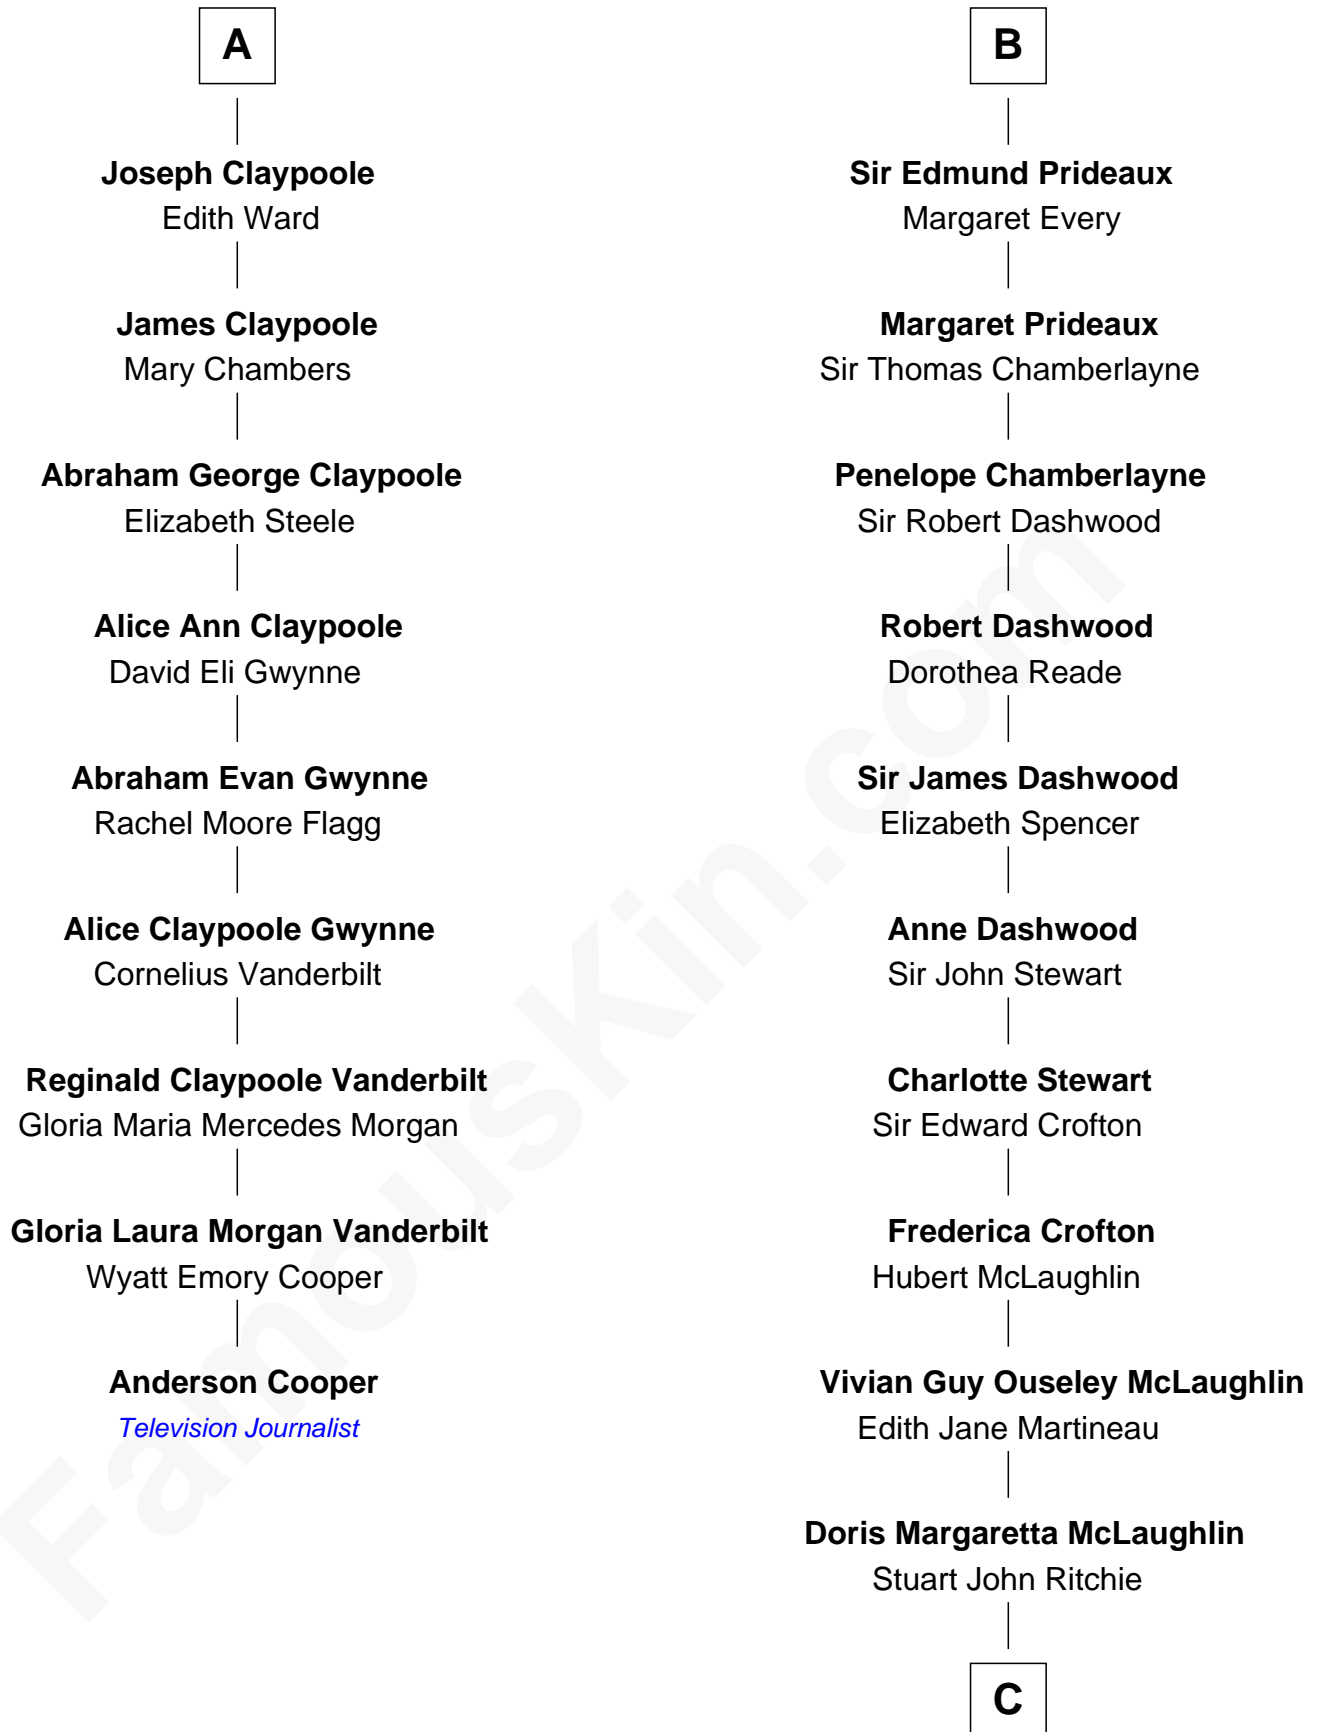 A
Joseph Claypoole
Edith Ward
James Claypoole
Mary Chambers
Abraham George Claypoole
Elizabeth Steele
Alice Ann Claypoole
David Eli Gwynne
Abraham Evan Gwynne
Rachel Moore Flagg
Alice Claypoole Gwynne
Cornelius Vanderbilt
Reginald Claypoole Vanderbilt
Gloria Maria Mercedes Morgan
Gloria Laura Morgan Vanderbilt
Wyatt Emory Cooper
Anderson Cooper
Television Journalist
B
Sir Edmund Prideaux
Margaret Every
Margaret Prideaux
Sir Thomas Chamberlayne
Penelope Chamberlayne
Sir Robert Dashwood
Robert Dashwood
Dorothea Reade
Sir James Dashwood
Elizabeth Spencer
Anne Dashwood
Sir John Stewart
Charlotte Stewart
Sir Edward Crofton
Frederica Crofton
Hubert McLaughlin
Vivian Guy Ouseley McLaughlin
Edith Jane Martineau
Doris Margaretta McLaughlin
Stuart John Ritchie
C
FamousKin.com